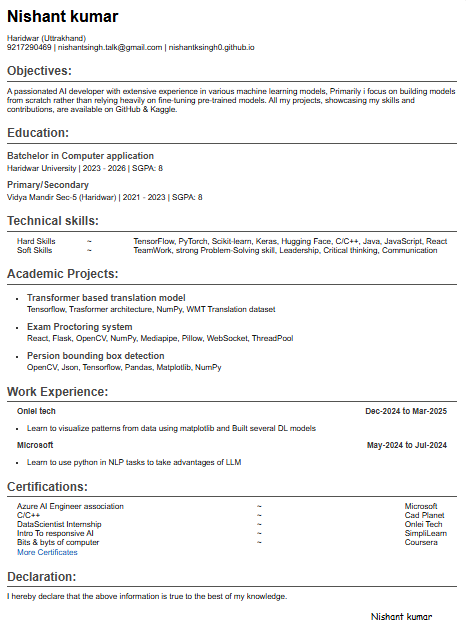 Nishant kumar
Haridwar (Uttrakhand)
9217290469 | nishantsingh.talk@gmail.com | nishantksingh0.github.io
Objectives:
A passionated AI developer with extensive experience in various machine learning models, Primarily i focus on building models
from scratch rather than relying heavily on fine-tuning pre-trained models. All my projects, showcasing my skills and
contributions, are available on GitHub & Kaggle.
Education:
Batchelor in Computer application
Haridwar University | 2023 - 2026 | SGPA: 8
Primary/Secondary
Vidya Mandir Sec-5 (Haridwar) | 2021 - 2023 | SGPA: 8
Technical skills:
Hard Skills ~ TensorFlow, PyTorch, Scikit-learn, Keras, Hugging Face, C/C++, Java, JavaScript, React
Soft Skills ~ TeamWork, strong Problem-Solving skill, Leadership, Critical thinking, Communication
Academic Projects:
• Transformer based translation model
Tensorflow, Trasformer architecture, NumPy, WMT Translation dataset
• Exam Proctoring system
React, Flask, OpenCV, NumPy, Mediapipe, Pillow, WebSocket, ThreadPool
• Persion bounding box detection
OpenCV, Json, Tensorflow, Pandas, Matplotlib, NumPy
Work Experience:
Onlei tech Dec-2024 to Mar-2025
• Learn to visualize patterns from data using matplotlib and Built several DL models
Microsoft May-2024 to Jul-2024
• Learn to use python in NLP tasks to take advantages of LLM
Certifications:
Azure AI Engineer association ~ Microsoft
C/C++ ~ Cad Planet
DataScientist Internship ~ Onlei Tech
Intro To responsive AI ~ SimpliLearn
Bits & byts of computer ~ Coursera
More Certificates
Declaration:
I hereby declare that the above information is true to the best of my knowledge.
Nishant kumar